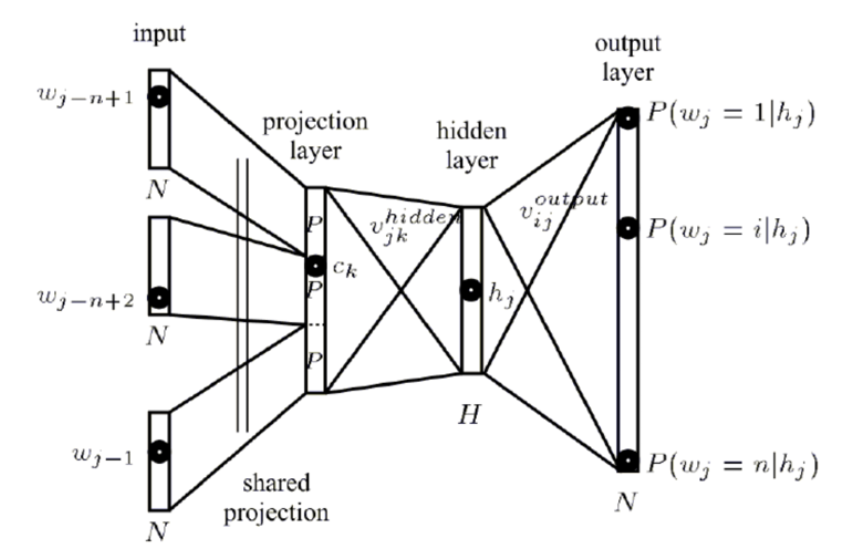 input
w_{j-n+1}
N
w_{j-n+2}
N
w_{j-1}
N
projection
layer
P
c_k
P
P
shared
projection
v_{jk}^{hidden}
hidden
layer
h_j
H
v_{ij}^{output}
output
layer
P(w_j = 1|h_j)
P(w_j = i|h_j)
P(w_j = n|h_j)
N